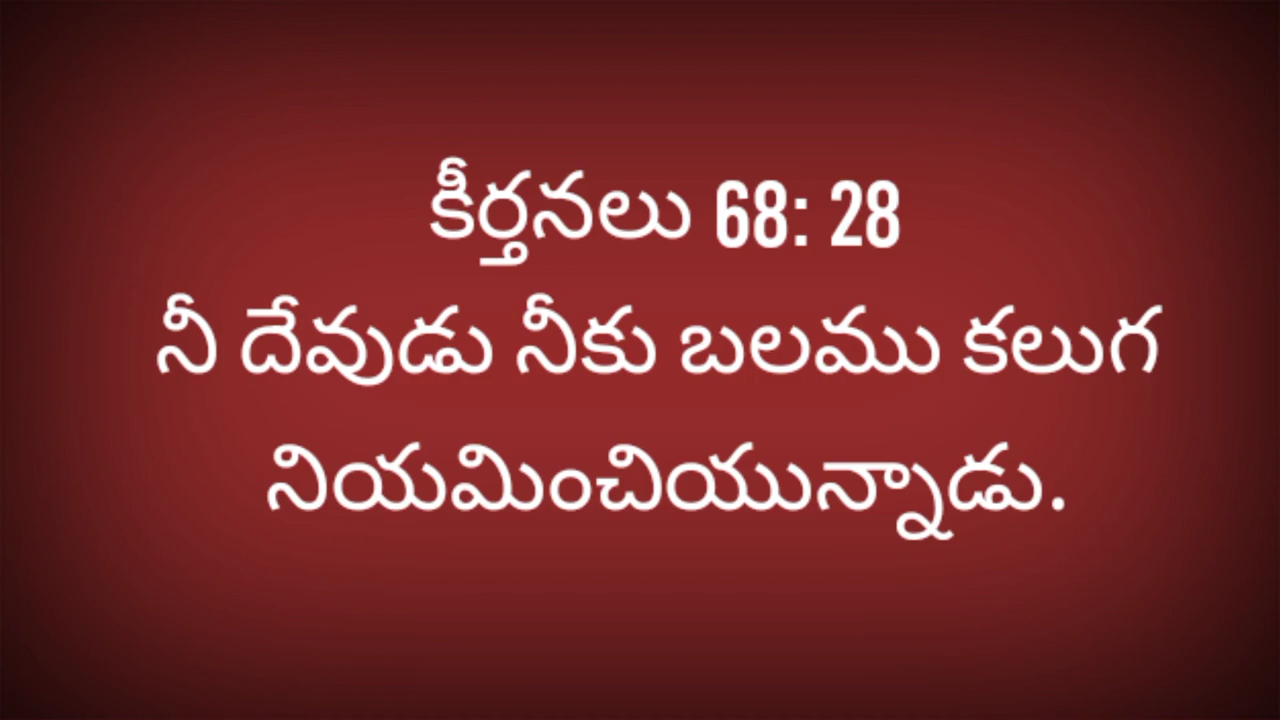 కీర్తనలు 68: 28
నీ దేవుడు నీకు బలము కలుగ
నియమించియున్నాడు.